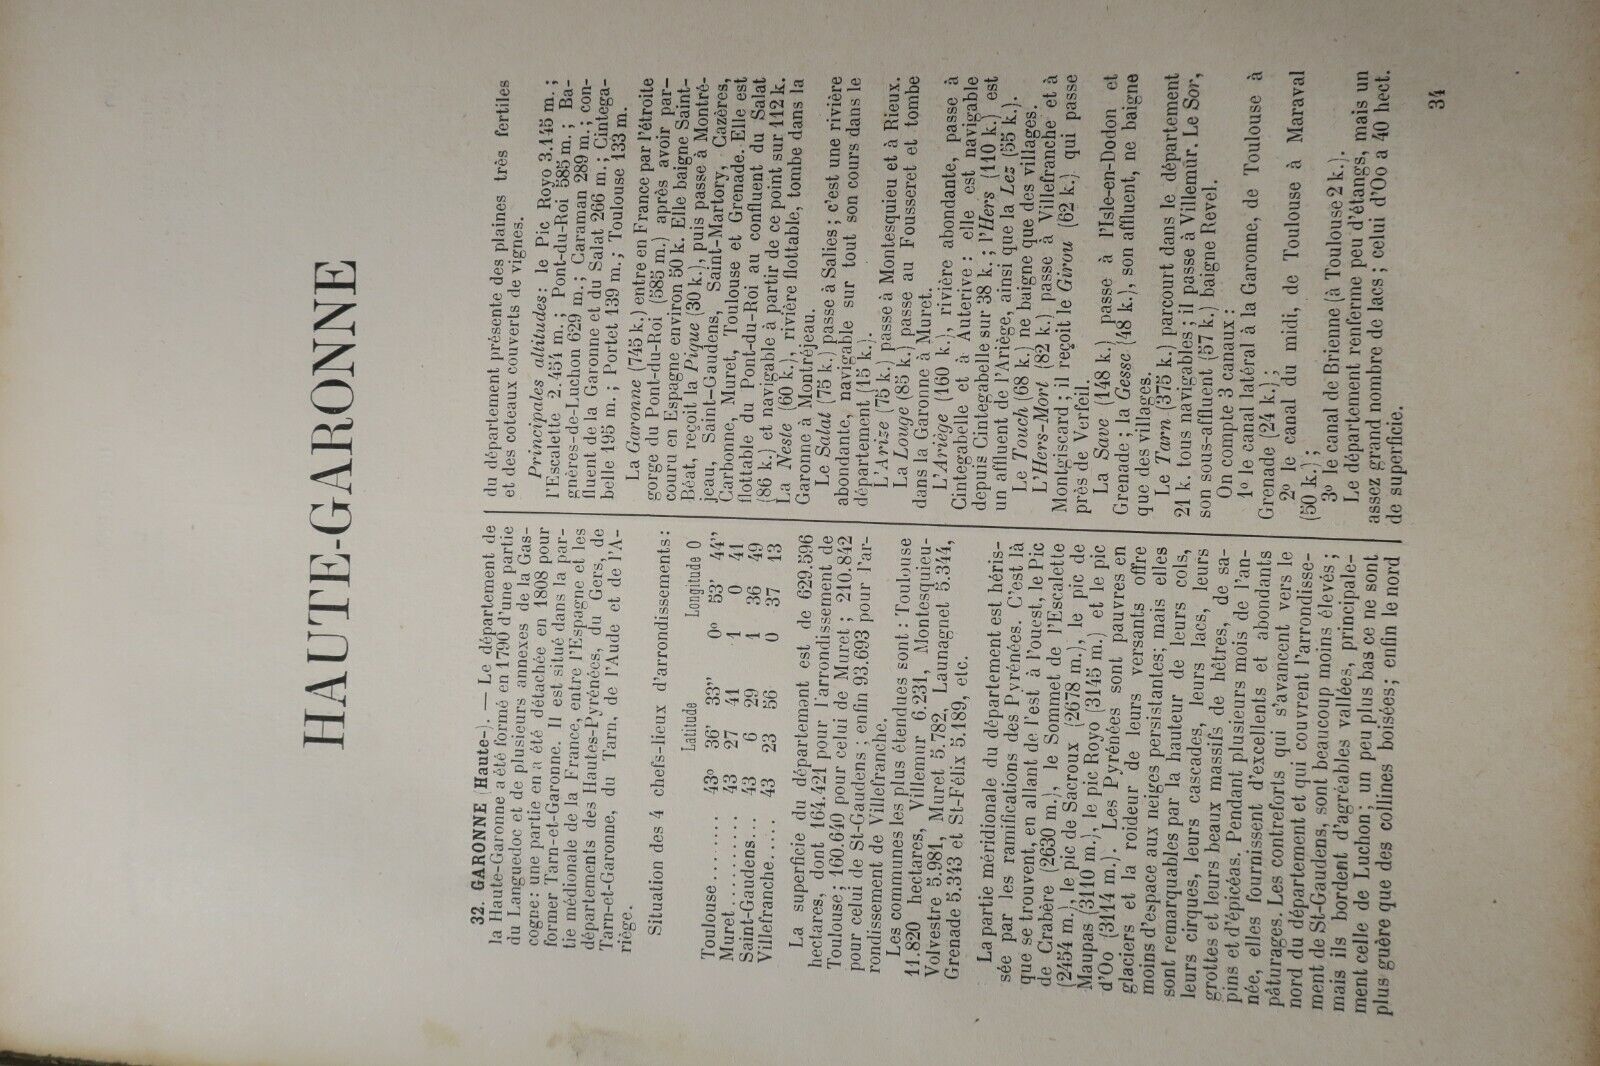 HAUTE-GARONNE
32. GARONNE (Haute-). — Le département de
la Haute-Garonne a été formé en 1790 d'une partie
du Languedoc et de plusieurs annexes de la Gas-
cogne : une partie en a été détachée en 1808 pour
former Tarn-et-Garonne. Il est situé dans la par-
tie médionale de la France, entre l'Espagne et les
départements des Hautes-Pyrénées, du Gers, de
Tarn-et-Garonne, du Tarn, de l'Aude et de l'A-
riège.
Situation des 4 chefs-lieux d'arrondissements :
Latitude Longitude O
Toulouse........ 43° 36' 33" 0° 53' 44"
Muret.......... 43 27 41 1 0 41
Saint-Gaudens... 43 6 29 1 36 49
Villefranche..... 43 23 56 0 37 13
La superficie du département est de 629.596
hectares, dont 164.421 pour l'arrondissement de
Toulouse ; 160.640 pour celui de Muret ; 210.842
pour celui de St-Gaudens ; enfin 93.693 pour l'ar-
rondissement de Villefranche.
Les communes les plus étendues sont : Toulouse
11.820 hectares, Villemur 6.231, Montesquieu-
Volvestre 5.981, Muret 5.782, Launagnet 5.344,
Grenade 5.343 et St-Félix 5.189, etc.
La partie méridionale du département est héris-
sée par les ramifications des Pyrénées. C'est là
que se trouvent, en allant de l'est à l'ouest, le Pic
de Crabère (2630 m.), le Sommet de l'Escalette
(2454 m.), le pic de Sacroux (2678 m.), le pic de
Maupas (3110 m.), le pic Royo (3145 m.) et le pic
d'Oo (3114 m.). Les Pyrénées sont pauvres en
glaciers et la roideur de leurs versants offre
moins d'espace aux neiges persistantes; mais elles
sont remarquables par la hauteur de leurs cols,
leurs cirques, leurs cascades, leurs lacs, leurs
grottes et leurs beaux massifs de hêtres, de sa-
pins et d'épicéas. Pendant plusieurs mois de l'an-
née, elles fournissent d'excellents et abondants
pâturages. Les contreforts qui s'avancent vers le
nord du département et qui couvrent l'arrondisse-
ment de St-Gaudens, sont beaucoup moins élevés ;
mais ils bordent d'agréables vallées, principale-
ment celle de Luchon ; un peu plus bas ce ne sont
plus guère que des collines boisées; enfin le nord
du département présente des plaines très fertiles
et des coteaux couverts de vignes.
Principales altitudes : le Pic Royo 3.145 m. ;
l'Escalette 2.454 m. ; Pont-du-Roi 585 m. ; Ba-
gnères-de-Luchon 629 m. ; Caraman 289 m. ; con-
fluent de la Garonne et du Salat 266 m. ; Cintega-
belle 195 m. ; Portet 139 m. ; Toulouse 133 m.
La Garonne (745 k.) entre en France par l'étroite
gorge du Pont-du-Roi (585 m.) après avoir par-
couru en Espagne environ 50 k. Elle baigne Saint-
Béat, reçoit la Pique (30 k.), puis passe à Montré-
jeau, Saint-Gaudens, Saint-Martory, Cazères,
Carbonne, Muret, Toulouse et Grenade. Elle est
flottable du Pont-du-Roi au confluent du Salat
(86 k.) et navigable à partir de ce point sur 112 k.
La Neste (60 k.), rivière flottable, tombe dans la
Garonne à Montréjeau.
Le Salat (75 k.) passe à Salies ; c'est une rivière
abondante, navigable sur tout son cours dans le
département (15 k.).
L'Arize (75 k.) passe à Montesquieu et à Rieux.
La Louge (85 k.) passe au Fousseret et tombe
dans la Garonne à Muret.
L'Ariège (160 k.), rivière abondante, passe à
Cintegabelle et à Auterive : elle est navigable
depuis Cintegabelle sur 38 k. ; l'Hers (110 k.) est
un affluent de l'Ariège, ainsi que la Lez (55 k.).
Le Touch (68 k.) ne baigne que des villages.
L'Hers-Mort (82 k.) passe à Villefranche et à
Montgiscard ; il reçoit le Girou (62 k.) qui passe
près de Verfeil.
La Save (148 k.) passe à l'Isle-en-Dodon et
Grenade ; la Gesse (48 k.), son affluent, ne baigne
que des villages.
Le Tarn (375 k.) parcourt dans le département
21 k. tous navigables ; il passe à Villemur. Le Sor,
son sous-affluent (57 k.) baigne Revel.
On compte 3 canaux :
1° le canal latéral à la Garonne, de Toulouse à
Grenade (24 k.) ;
2° le canal du midi, de Toulouse à Maraval
(50 k.) ;
3° le canal de Brienne (à Toulouse 2 k.).
Le département renferme peu d'étangs, mais un
assez grand nombre de lacs ; celui d'Oo a 40 hect.
de superficie.
34